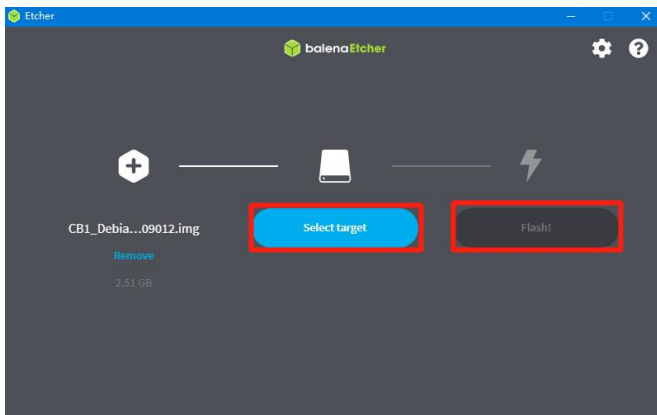 Etcher
balenaEtcher
CB1_Debia...09012.img
Select target
Flash!
Remove
2.51 GB